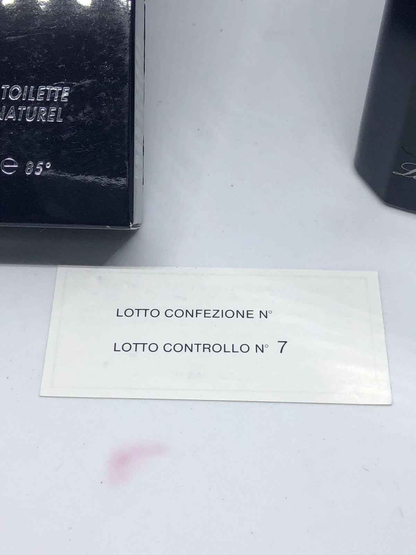 TOILETTE
NATUREL
℮ 85°
LOTTO CONFEZIONE N°
LOTTO CONTROLLO N° 7